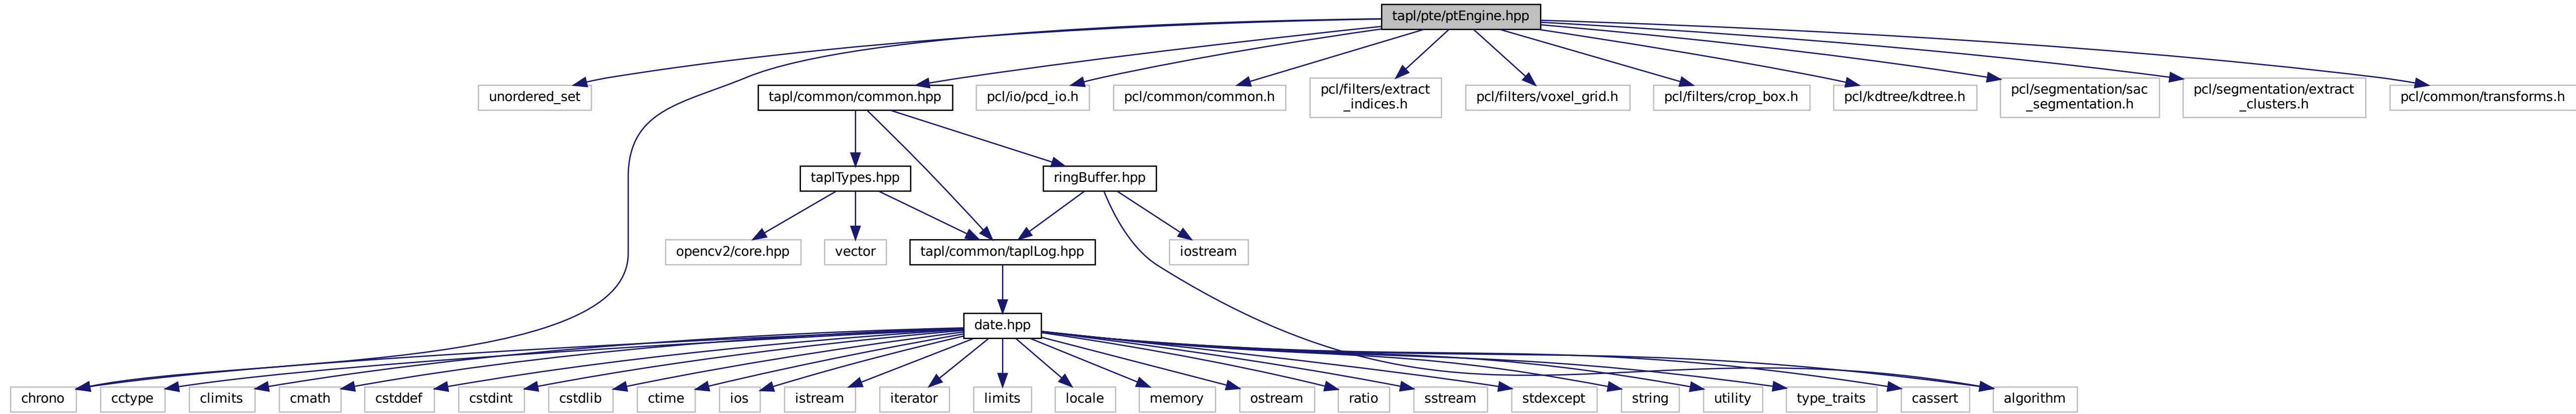 tapl/pte/ptEngine.hpp
unordered_set
tapl/common/common.hpp
pcl/io/pcd_io.h
pcl/common/common.h
pcl/filters/extract
_indices.h
pcl/filters/voxel_grid.h
pcl/filters/crop_box.h
pcl/kdtree/kdtree.h
pcl/segmentation/sac
_segmentation.h
pcl/segmentation/extract
_clusters.h
pcl/common/transforms.h
taplTypes.hpp
ringBuffer.hpp
opencv2/core.hpp
vector
tapl/common/taplLog.hpp
iostream
date.hpp
chrono
cctype
climits
cmath
cstddef
cstdint
cstdlib
ctime
ios
istream
iterator
limits
locale
memory
ostream
ratio
sstream
stdexcept
string
utility
type_traits
cassert
algorithm